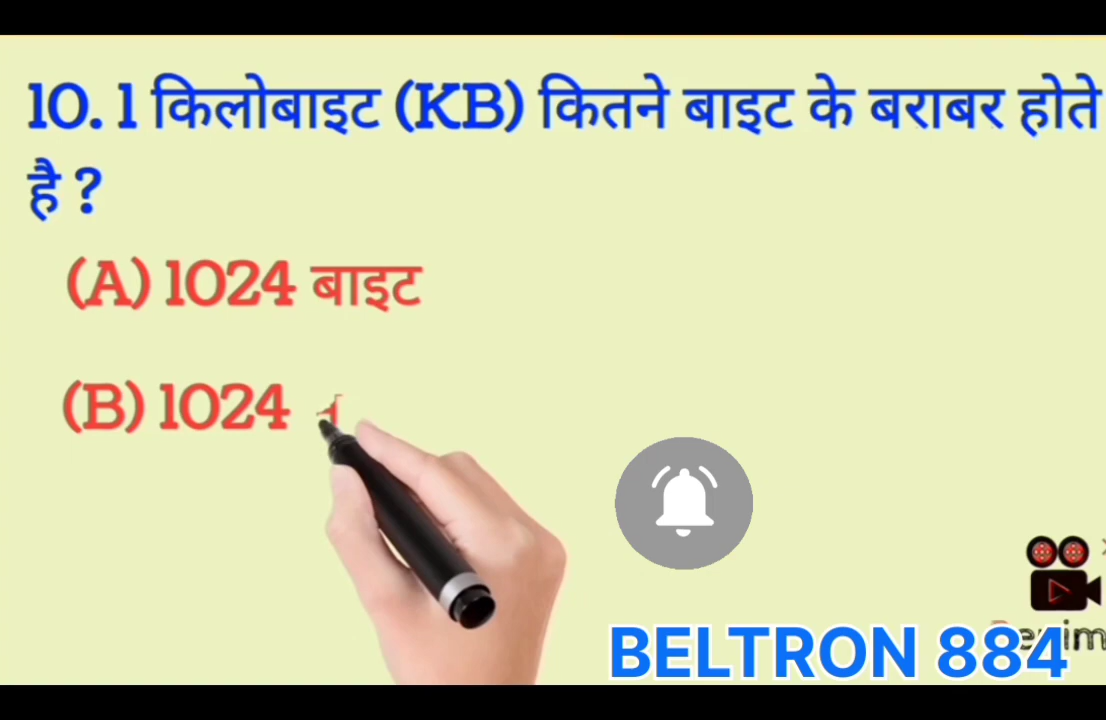 10. 1 किलोबाइट (KB) कितने बाइट के बराबर होते
है ?
(A) 1024 बाइट
(B) 1024
BELTRON 884